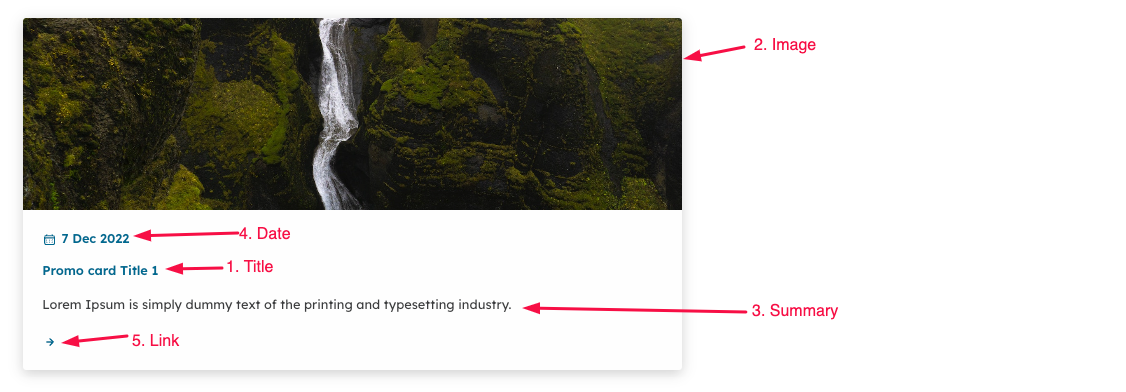 2. Image
7 Dec 2022
4. Date
Promo card Title 1
1. Title
Lorem Ipsum is simply dummy text of the printing and typesetting industry.
3. Summary
5. Link